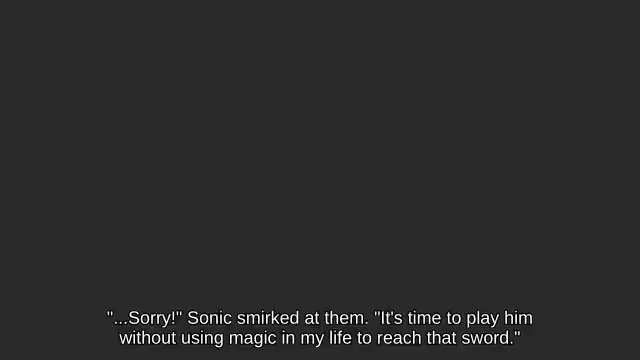 "...Sorry!" Sonic smirked at them. "It's time to play him
without using magic in my life to reach that sword."